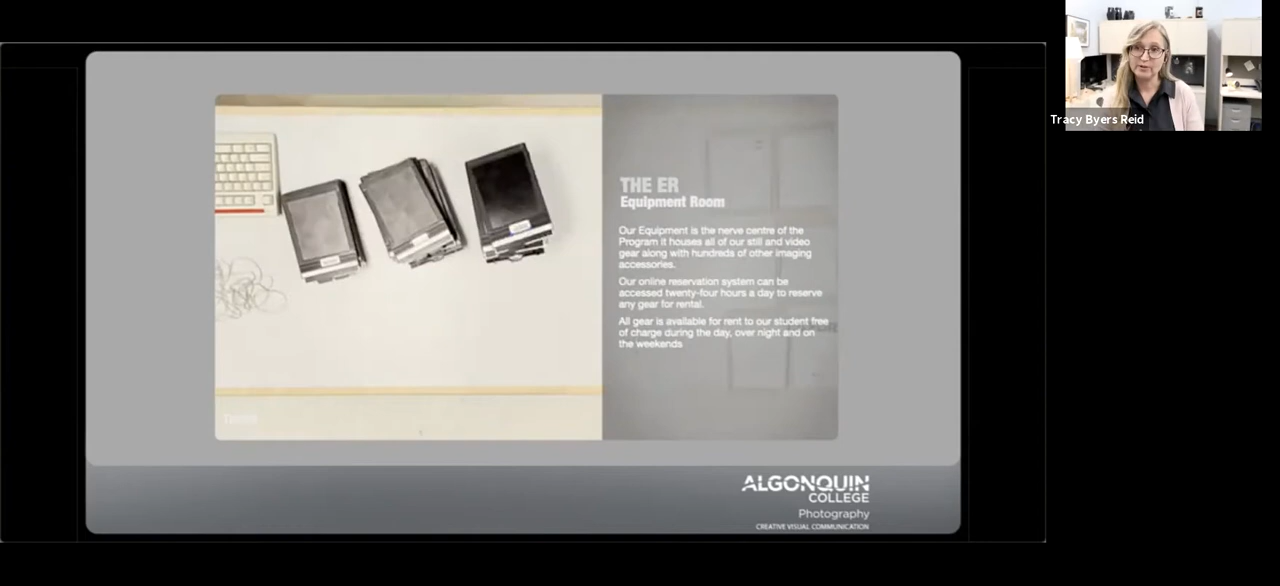 Tracy Byers Reid
THE ER
Equipment Room
Our Equipment is the nerve centre of the
Program it houses all of our still and video
gear along with hundreds of other imaging
accessories.
Our online reservation system can be
accessed twenty-four hours a day to reserve
any gear for rental.
All gear is available for rent to our student free
of charge during the day, over night and on
the weekends
ALGONQUIN
COLLEGE
Photography
CREATIVE VISUAL COMMUNICATION